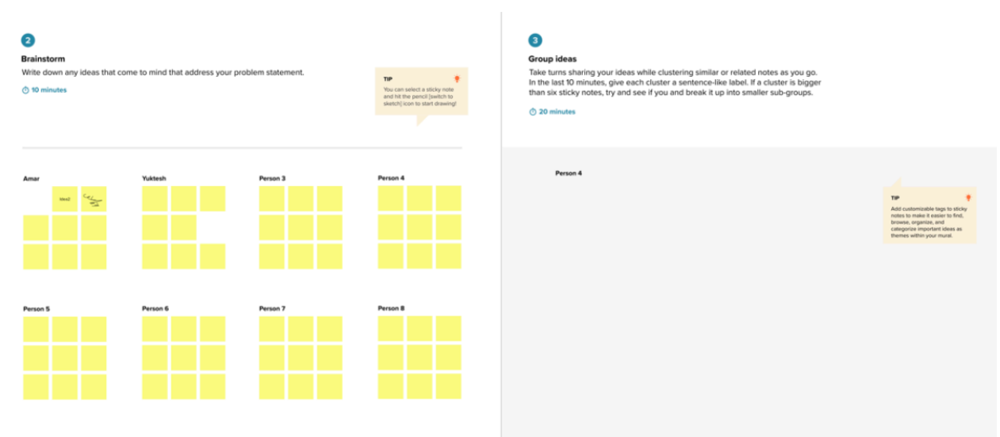 2
Brainstorm
Write down any ideas that come to mind that address your problem statement.
10 minutes
TIP
You can select a sticky note
and hit the pencil [switch to
sketch] icon to start drawing!
Amar
Yuktesh
Person 3
Person 4
Idea2
Person 5
Person 6
Person 7
Person 8
3
Group ideas
Take turns sharing your ideas while clustering similar or related notes as you go.
In the last 10 minutes, give each cluster a sentence-like label. If a cluster is bigger
than six sticky notes, try and see if you and break it up into smaller sub-groups.
20 minutes
Person 4
TIP
Add customizable tags to sticky
notes to make it easier to find,
browse, organize, and
categorize important ideas as
themes within your mural.